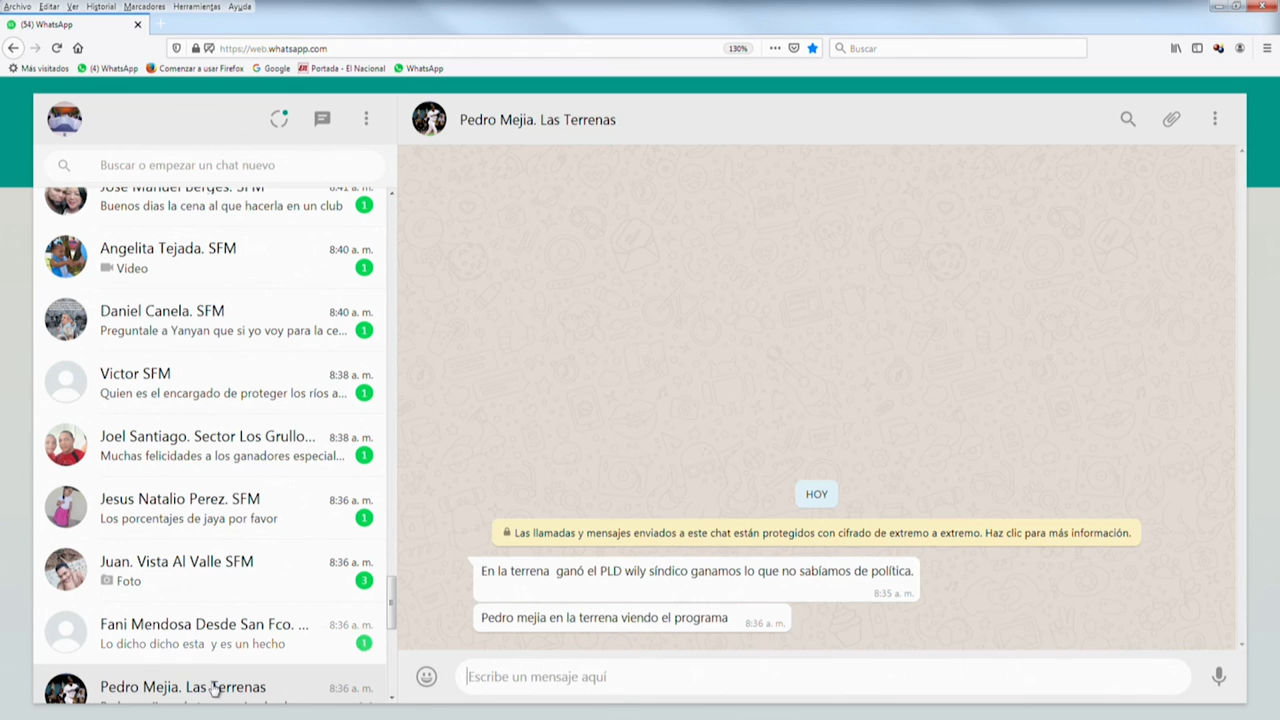 Archivo Editar Ver Historial Marcadores Herramientas Ayuda
(54) WhatsApp
https://web.whatsapp.com
130%
Buscar
Más visitados
(4) WhatsApp
Comenzar a usar Firefox
Google
Portada - El Nacional
WhatsApp
Pedro Mejia. Las Terrenas
Buscar o empezar un chat nuevo
Jose Manuel Berges. SFM
8:41 a. m.
Buenos dias la cena al que hacerla en un club
1
Angelita Tejada. SFM
8:40 a. m.
Video
1
Daniel Canela. SFM
8:40 a. m.
Preguntale a Yanyan que si yo voy para la ce...
1
Victor SFM
8:38 a. m.
Quien es el encargado de proteger los ríos a...
1
Joel Santiago. Sector Los Grullo...
8:38 a. m.
Muchas felicidades a los ganadores especial...
1
Jesus Natalio Perez. SFM
8:36 a. m.
Los porcentajes de jaya por favor
1
Juan. Vista Al Valle SFM
8:36 a. m.
Foto
3
Fani Mendosa Desde San Fco. ...
8:36 a. m.
Lo dicho dicho esta y es un hecho
1
Pedro Mejia. Las Terrenas
8:36 a. m.
HOY
Las llamadas y mensajes enviados a este chat están protegidos con cifrado de extremo a extremo. Haz clic para más información.
En la terrena ganó el PLD wily síndico ganamos lo que no sabíamos de política.
8:35 a. m.
Pedro mejia en la terrena viendo el programa
8:36 a. m.
Escribe un mensaje aquí